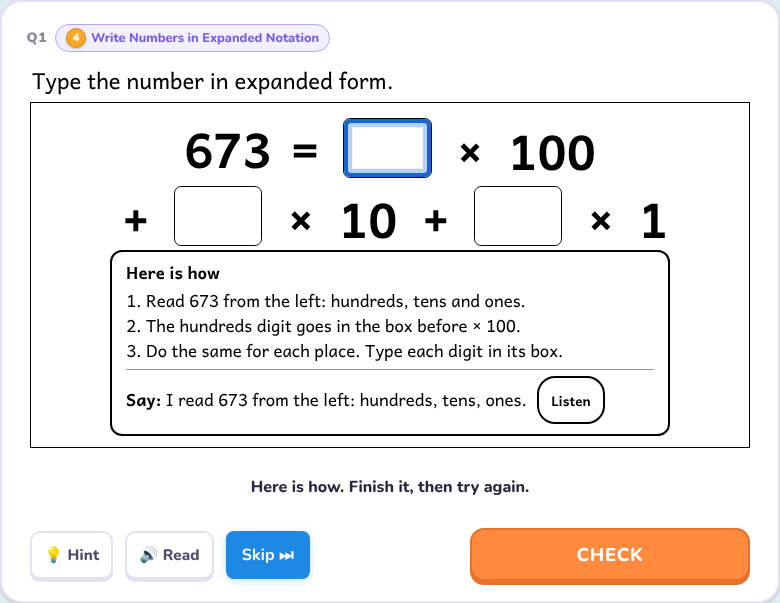 Q1 4 Write Numbers in Expanded Notation
Type the number in expanded form.
673 = × 100
+ × 10 + × 1
Here is how
1. Read 673 from the left: hundreds, tens and ones.
2. The hundreds digit goes in the box before × 100.
3. Do the same for each place. Type each digit in its box.
Say: I read 673 from the left: hundreds, tens, ones. Listen
Here is how. Finish it, then try again.
Hint Read Skip CHECK